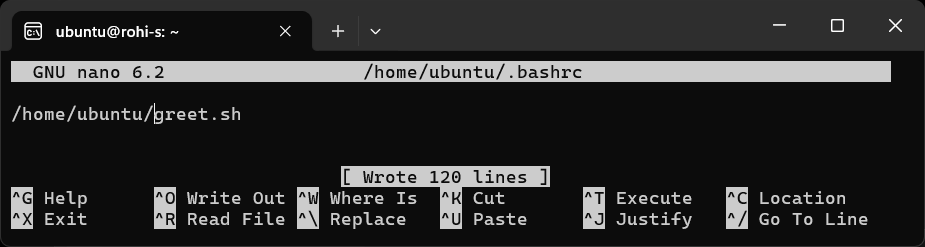 ubuntu@rohi-s: ~
GNU nano 6.2 /home/ubuntu/.bashrc
/home/ubuntu/greet.sh
[ Wrote 120 lines ]
^G Help ^O Write Out ^W Where Is ^K Cut ^T Execute ^C Location
^X Exit ^R Read File ^\ Replace ^U Paste ^J Justify ^/ Go To Line